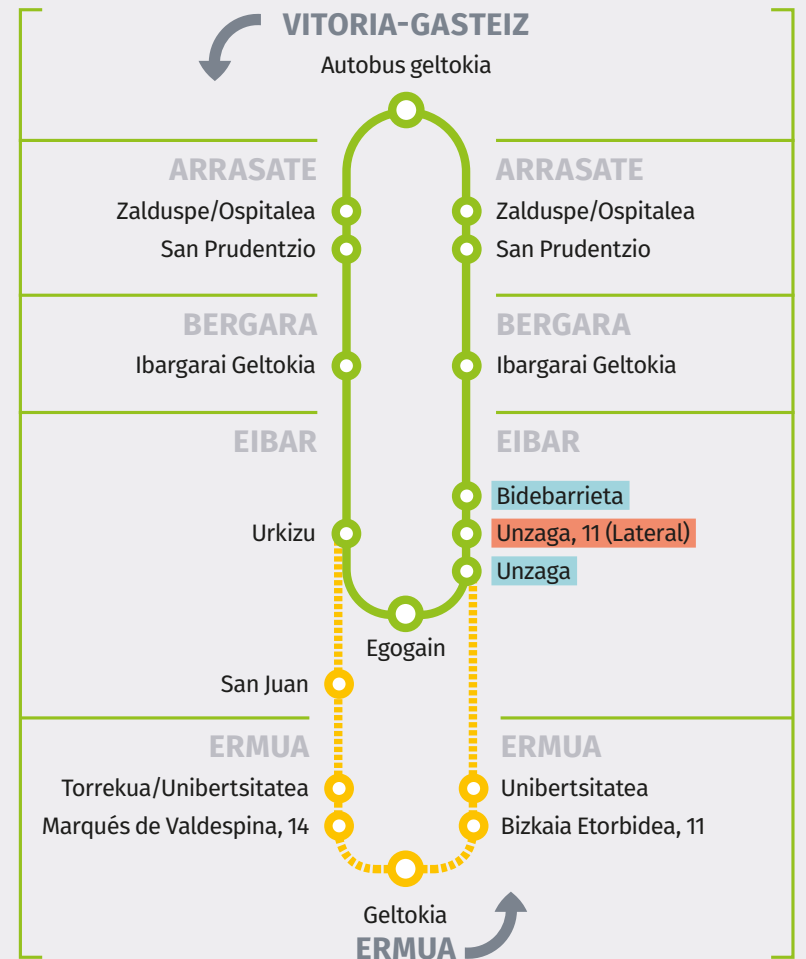 VITORIA-GASTEIZ
Autobus geltokia
ARRASATE
Zalduspe/Ospitalea
San Prudentzio
ARRASATE
Zalduspe/Ospitalea
San Prudentzio
BERGARA
Ibargarai Geltokia
BERGARA
Ibargarai Geltokia
EIBAR
Urkizu
EIBAR
Bidebarrieta
Unzaga, 11 (Lateral)
Unzaga
Egogain
San Juan
ERMUA
Torrekua/Unibertsitatea
Marqués de Valdespina, 14
ERMUA
Unibertsitatea
Bizkaia Etorbidea, 11
Geltokia
ERMUA